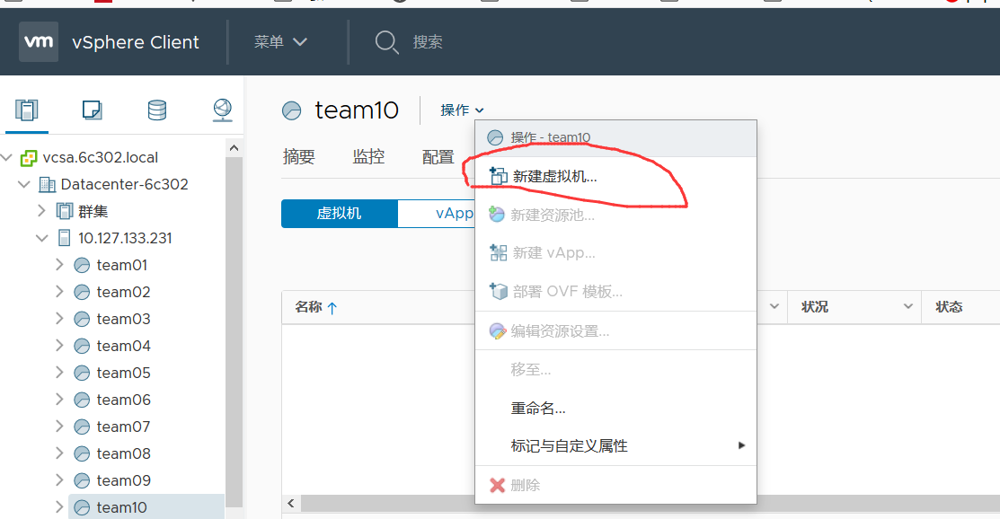 vm vSphere Client 菜单 搜索
team10 操作
操作 - team10
摘要 监控 配置
新建虚拟机...
vcsa.6c302.local
Datacenter-6c302
虚拟机 vApp
群集
新建资源池...
10.127.133.231
新建 vApp...
team01
team02
部署 OVF 模板...
名称 状况 状态
team03
编辑资源设置...
team04
移至...
team05
team06
重命名...
team07
标记与自定义属性
team08
team09
删除
team10